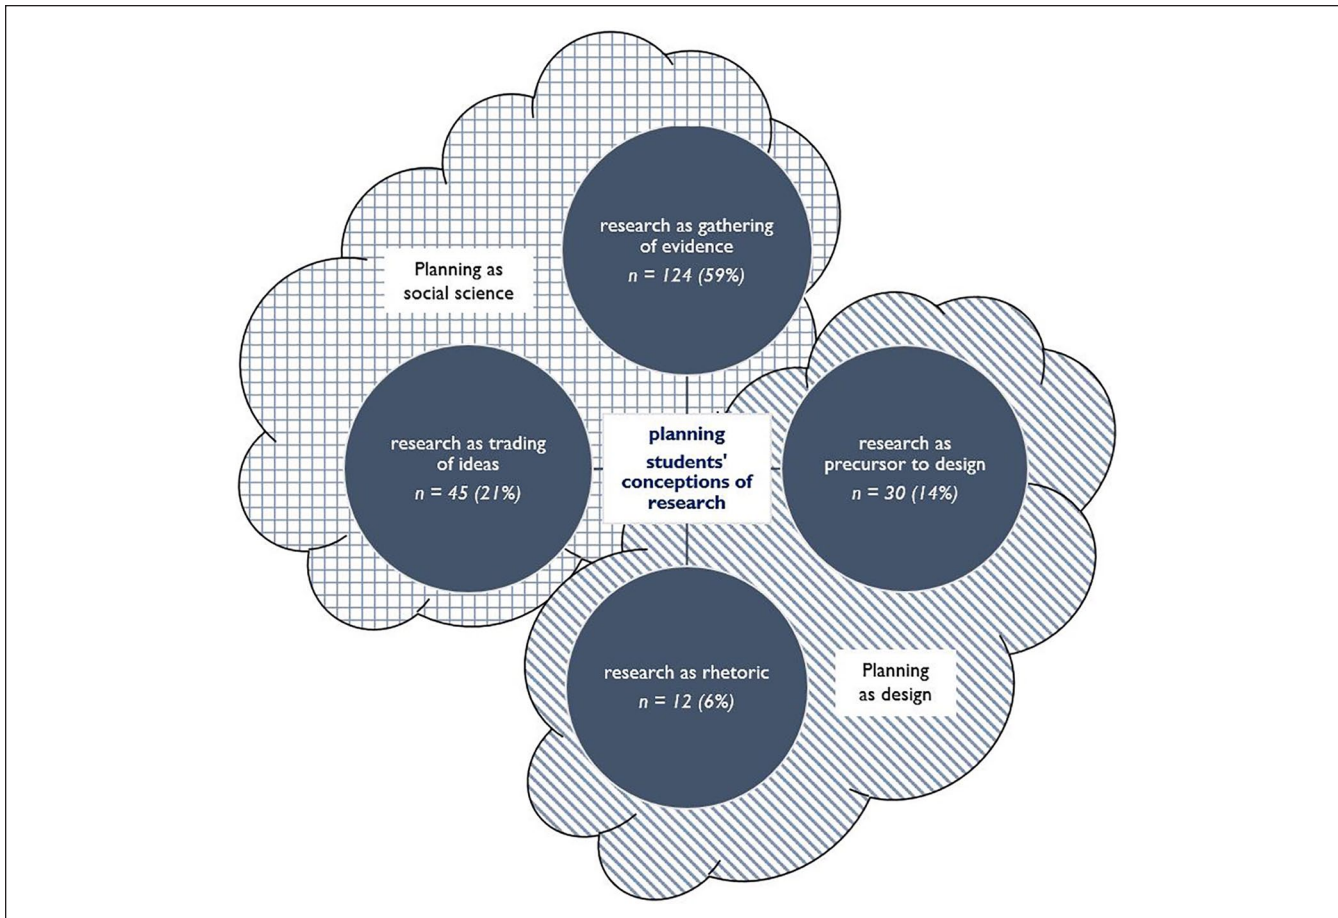 research as gathering
of evidence
n = 124 (59%)
Planning as
social science
research as trading
of ideas
n = 45 (21%)
planning
students'
conceptions of
research
research as
precursor to design
n = 30 (14%)
research as rhetoric
n = 12 (6%)
Planning
as design